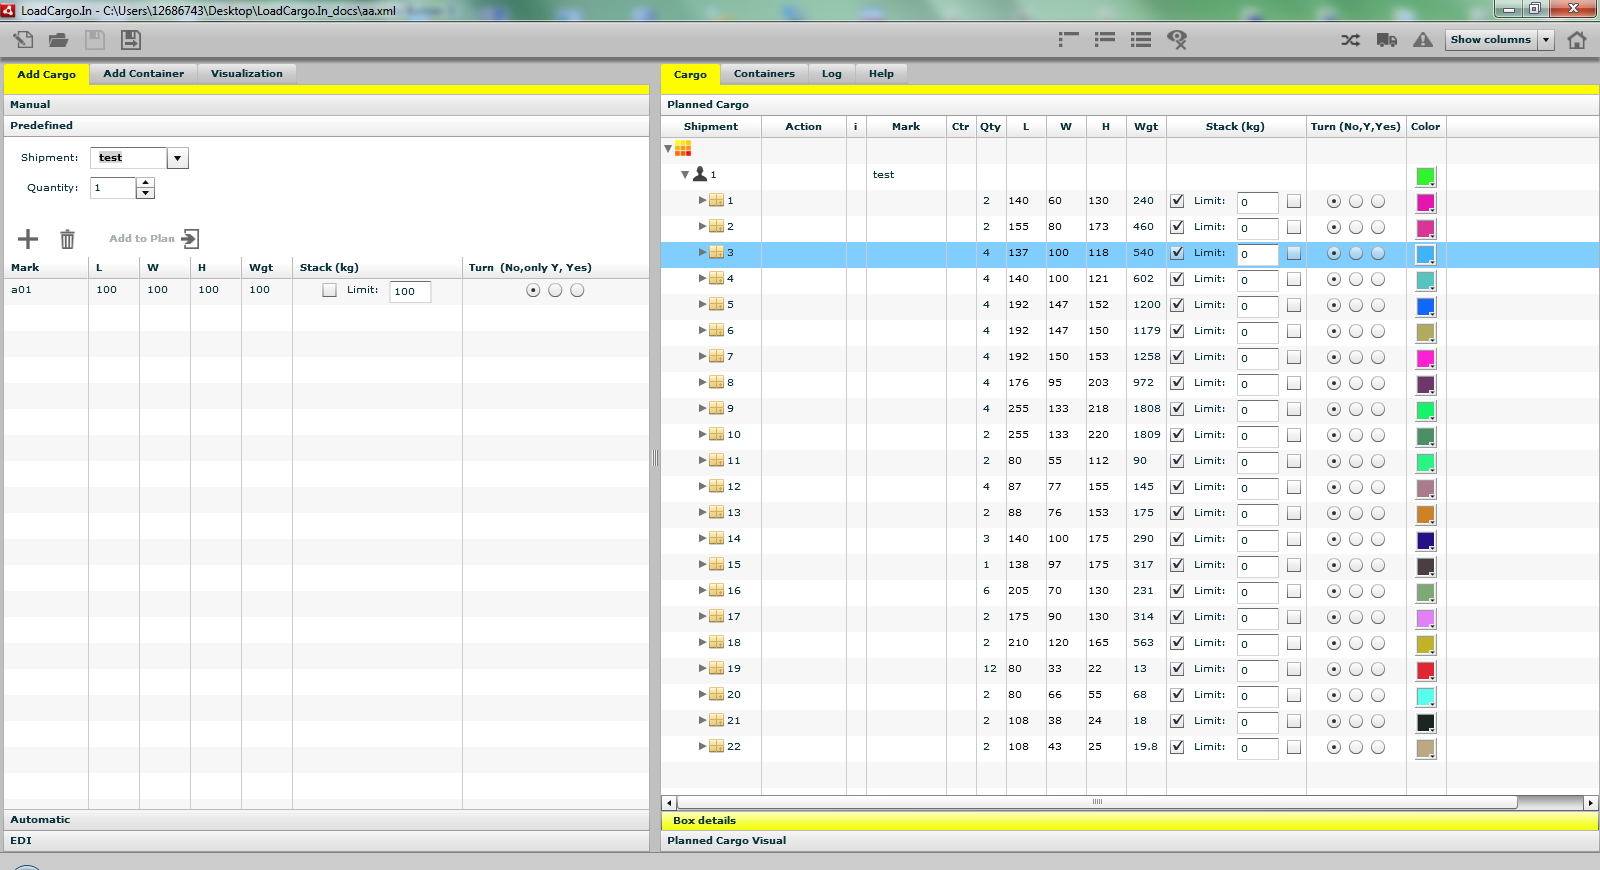 LoadCargo.In - C:\Users\12686743\Desktop\LoadCargo.In_docs\aa.xml
Show columns
Add Cargo Add Container Visualization
Manual
Predefined
Shipment: test
Quantity: 1
Add to Plan
Mark L W H Wgt Stack (kg) Turn (No,only Y, Yes)
a01 100 100 100 100 Limit: 100
Automatic
EDI
Cargo Containers Log Help
Planned Cargo
Shipment Action i Mark Ctr Qty L W H Wgt Stack (kg) Turn (No,Y,Yes) Color
1 test
1 2 140 60 130 240 Limit: 0
2 2 155 80 173 460 Limit: 0
3 4 137 100 118 540 Limit: 0
4 4 140 100 121 602 Limit: 0
5 4 192 147 152 1200 Limit: 0
6 4 192 147 150 1179 Limit: 0
7 4 192 150 153 1258 Limit: 0
8 4 176 95 203 972 Limit: 0
9 4 255 133 218 1808 Limit: 0
10 2 255 133 220 1809 Limit: 0
11 2 80 55 112 90 Limit: 0
12 4 87 77 155 145 Limit: 0
13 2 88 76 153 175 Limit: 0
14 3 140 100 175 290 Limit: 0
15 1 138 97 175 317 Limit: 0
16 6 205 70 130 231 Limit: 0
17 2 175 90 130 314 Limit: 0
18 2 210 120 165 563 Limit: 0
19 12 80 33 22 13 Limit: 0
20 2 80 66 55 68 Limit: 0
21 2 108 38 24 18 Limit: 0
22 2 108 43 25 19.8 Limit: 0
Box details
Planned Cargo Visual